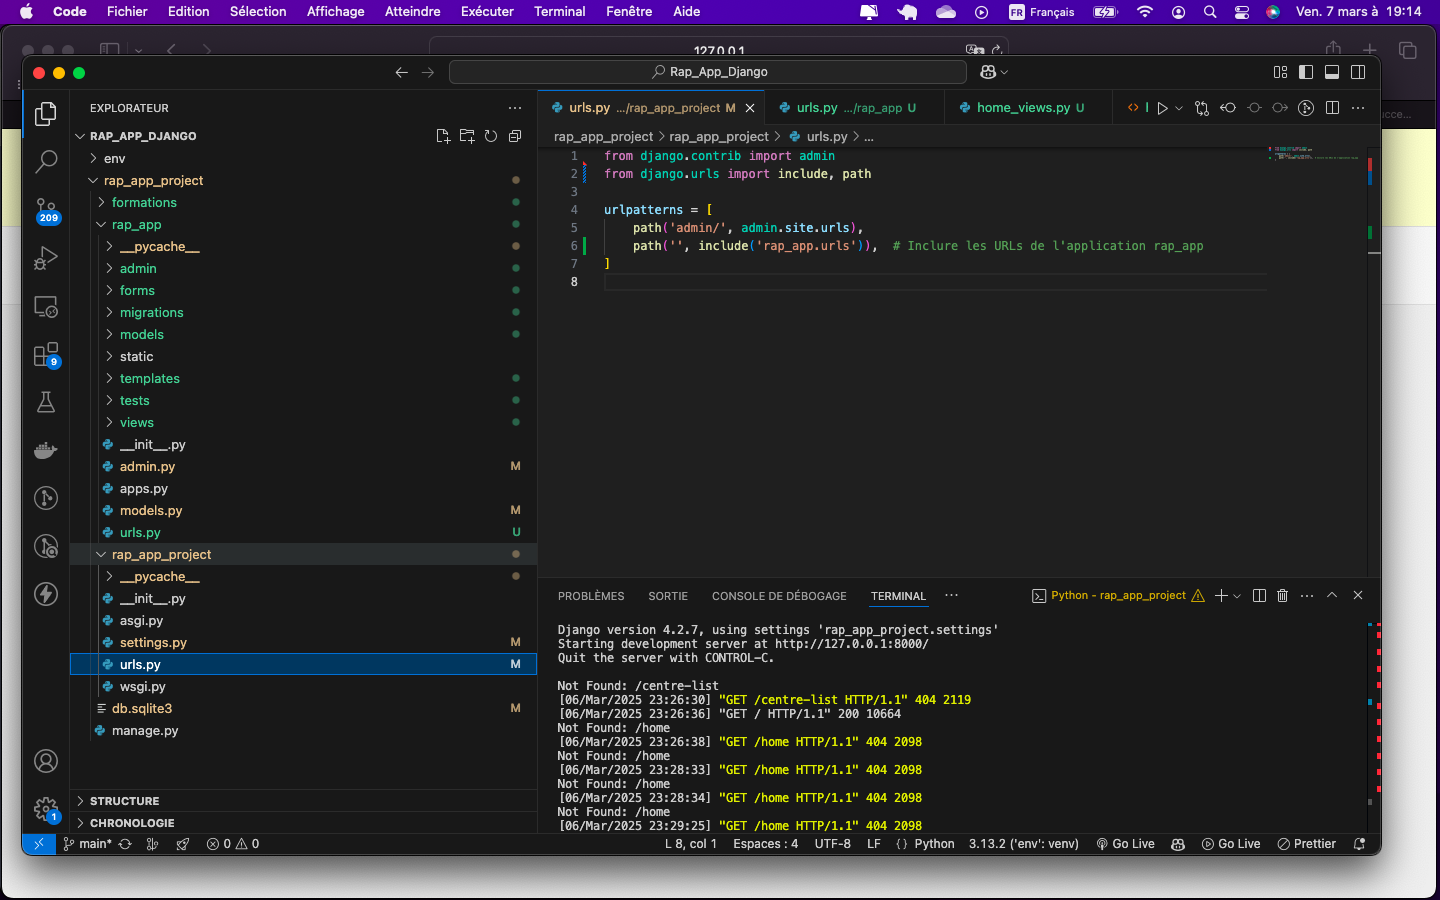 Code Fichier Edition Sélection Affichage Atteindre Exécuter Terminal Fenêtre Aide FR Français Ven. 7 mars à 19:14
127.0.0.1
Rap_App_Django
EXPLORATEUR
urls.py .../rap_app_project M
urls.py .../rap_app U
home_views.py U
RAP_APP_DJANGO
rap_app_project > rap_app_project > urls.py > ...
env
rap_app_project
formations
rap_app
__pycache__
admin
forms
migrations
models
static
templates
tests
views
__init__.py
admin.py M
apps.py
models.py M
urls.py U
rap_app_project
__pycache__
__init__.py
asgi.py
settings.py M
urls.py M
wsgi.py
db.sqlite3 M
manage.py
STRUCTURE
CHRONOLOGIE
209
9
1
1 from django.contrib import admin
2 from django.urls import include, path
3
4 urlpatterns = [
5 path('admin/', admin.site.urls),
6 path('', include('rap_app.urls')), # Inclure les URLs de l'application rap_app
7 ]
8
PROBLÈMES SORTIE CONSOLE DE DÉBOGAGE TERMINAL Python - rap_app_project
Django version 4.2.7, using settings 'rap_app_project.settings'
Starting development server at http://127.0.0.1:8000/
Quit the server with CONTROL-C.
Not Found: /centre-list
[06/Mar/2025 23:26:30] "GET /centre-list HTTP/1.1" 404 2119
[06/Mar/2025 23:26:36] "GET / HTTP/1.1" 200 10664
Not Found: /home
[06/Mar/2025 23:26:38] "GET /home HTTP/1.1" 404 2098
Not Found: /home
[06/Mar/2025 23:28:33] "GET /home HTTP/1.1" 404 2098
Not Found: /home
[06/Mar/2025 23:28:34] "GET /home HTTP/1.1" 404 2098
Not Found: /home
[06/Mar/2025 23:29:25] "GET /home HTTP/1.1" 404 2098
main* 0 0 L 8, col 1 Espaces : 4 UTF-8 LF Python 3.13.2 ('env': venv) Go Live Go Live Prettier